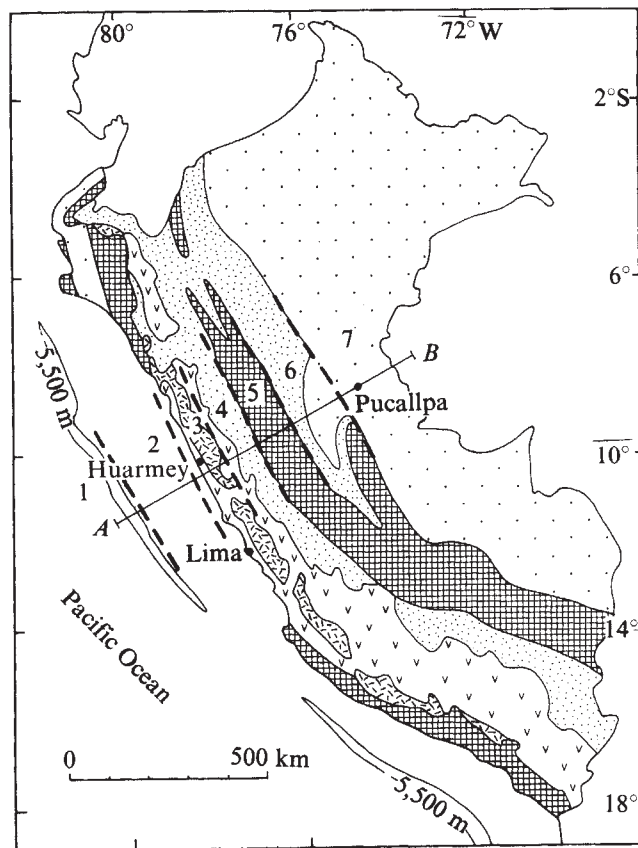 80°
76°
72°W
2°S
6°
7
B
-5,500 m
6
5
Pucallpa
4
3
2
10°
Huarmey
1
A
Lima
14°
Pacific Ocean
0 500 km
-5,500 m
18°